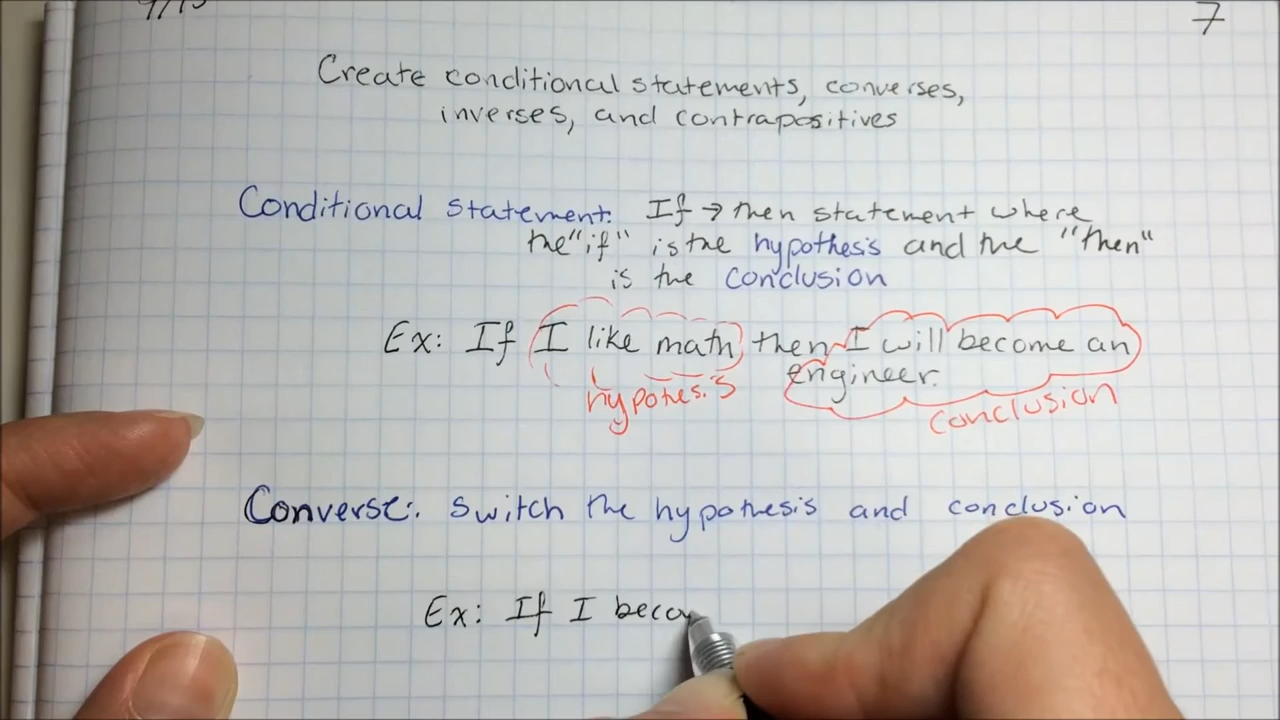 7
Create conditional statements, converses,
inverses, and contrapositives
Conditional statement: If → then statement where
the "if" is the hypothesis and the "then"
is the conclusion
Ex: If I like math then I will become an
engineer.
hypothesis
conclusion
Converse: switch the hypothesis and conclusion
Ex: If I beco